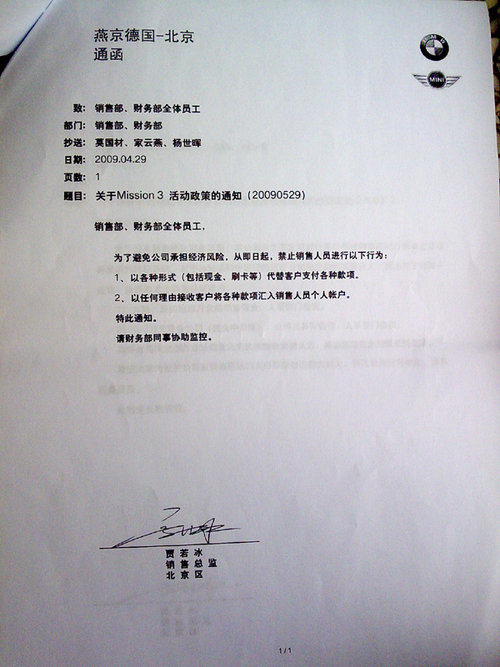 燕京德国-北京
通函
MINI
致： 销售部、财务部全体员工
部门： 销售部、财务部
抄送： 莫国材、家云燕、杨世晖
日期： 2009.04.29
页数： 1
题目： 关于Mission 3 活动政策的通知（20090529）
销售部、财务部全体员工，
为了避免公司承担经济风险，从即日起，禁止销售人员进行以下行为：
1、以各种形式（包括现金、刷卡等）代替客户支付各种款项。
2、以任何理由接收客户将各种款项汇入销售人员个人帐户。
特此通知。
请财务部同事协助监控。
贾若冰
销售总监
北京区
1/1